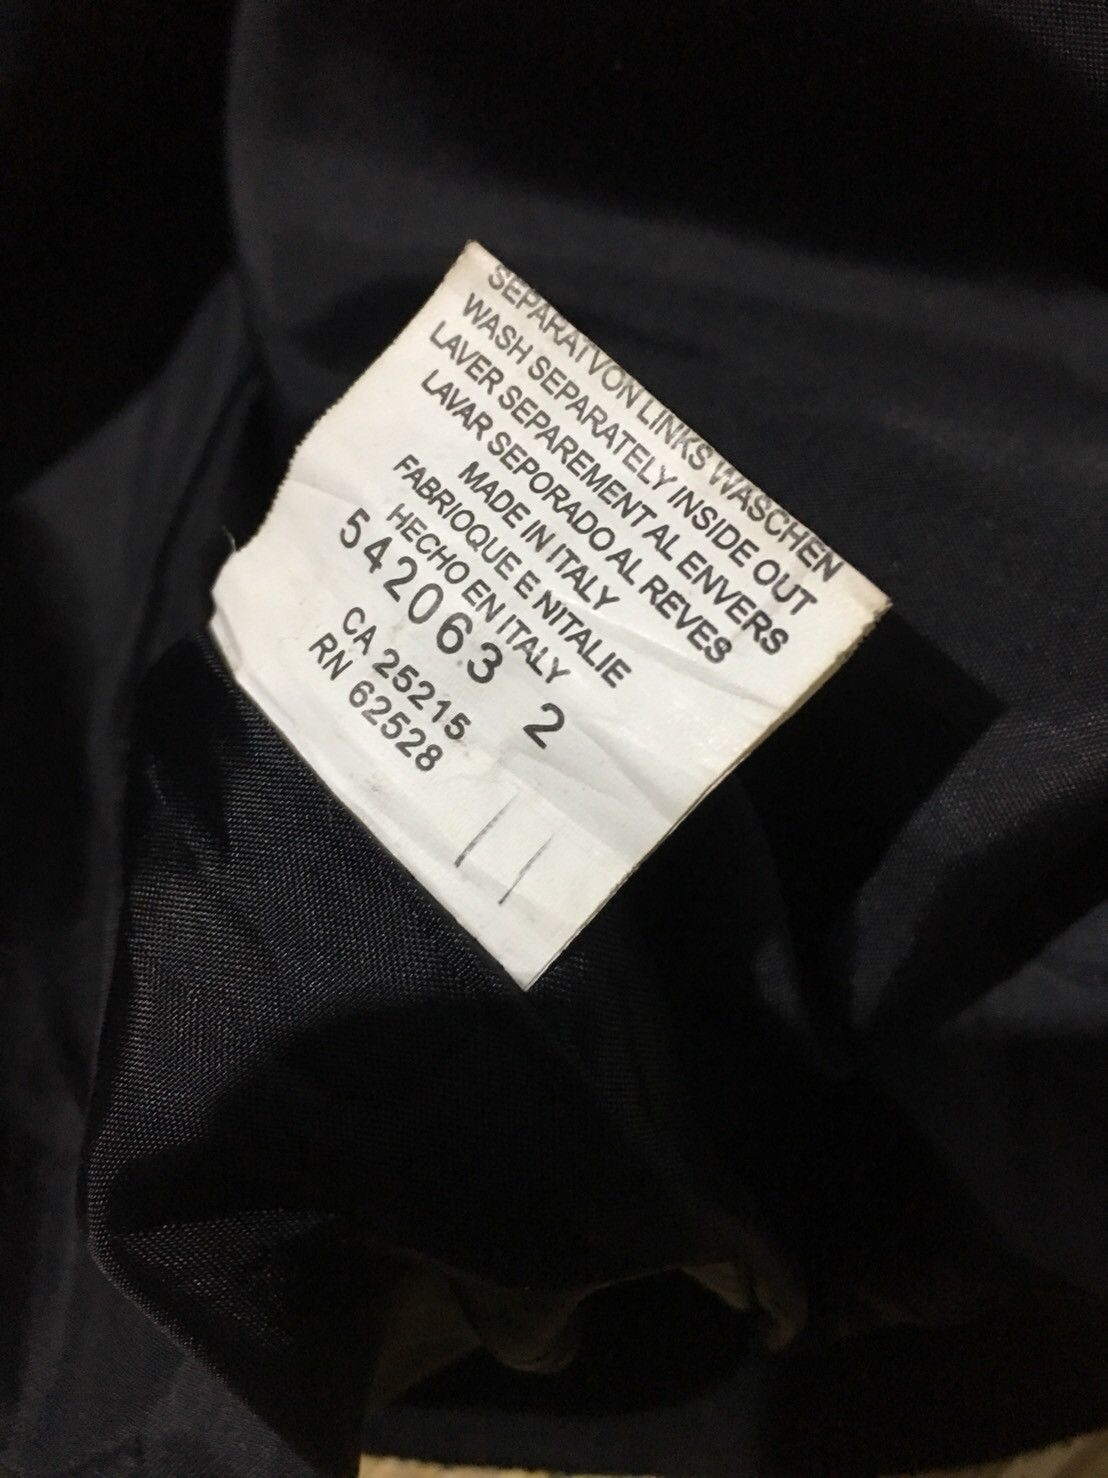 SEPARATVON LINKS WASCHEN
WASH SEPARATELY INSIDE OUT
LAVER SEPAREMENT AL ENVERS
LAVAR SEPORADO AL REVES
MADE IN ITALY
FABRIOQUE E NITALIE
HECHO EN ITALY
542063 2
CA 25215
RN 62528